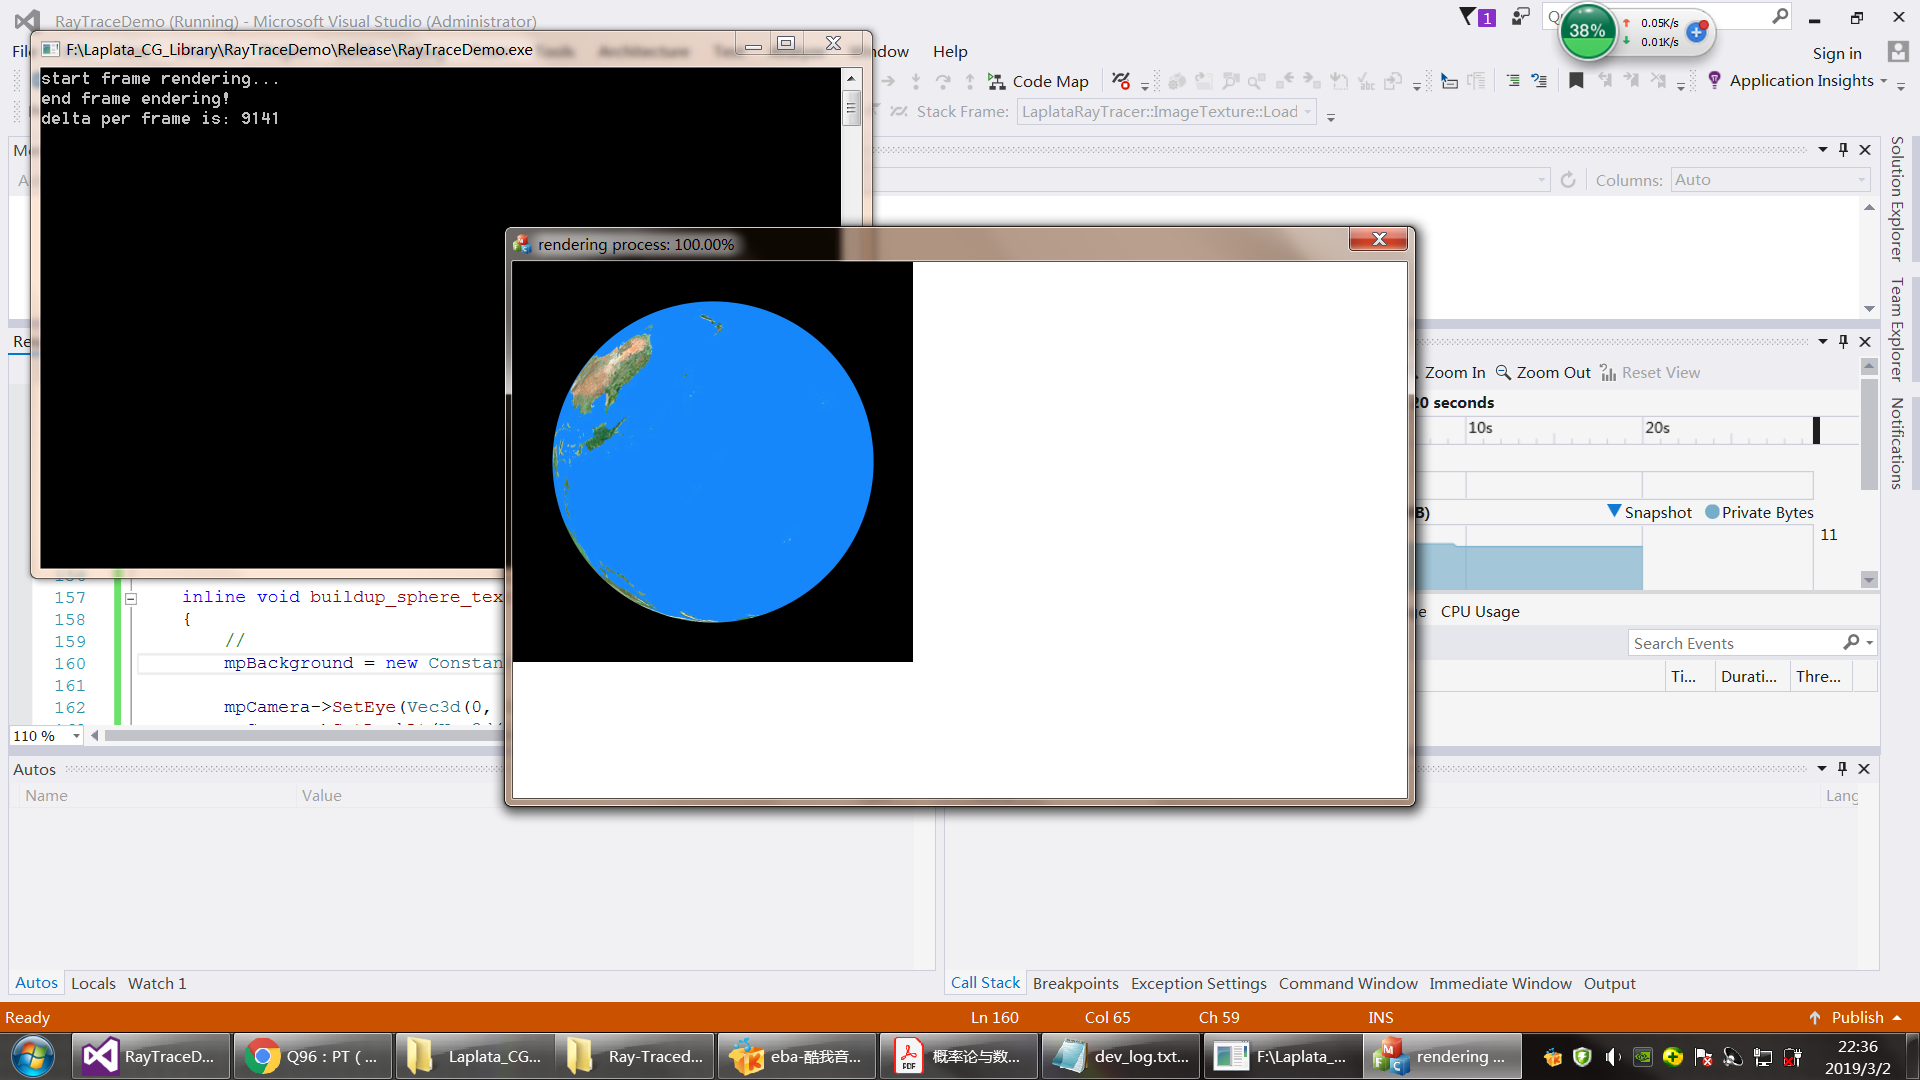 RayTraceDemo (Running) - Microsoft Visual Studio (Administrator)
1
38%
0.05K/s
0.01K/s
F:\Laplata_CG_Library\RayTraceDemo\Release\RayTraceDemo.exe
Architecture
Help
Sign in
start frame rendering...
end frame endering!
delta per frame is: 9141
Code Map
Application Insights
Stack Frame:
LaplataRayTracer::ImageTexture::Load
Columns:
Auto
Solution Explorer
Team Explorer
Notifications
rendering process: 100.00%
Zoom In
Zoom Out
Reset View
20 seconds
10s
20s
Snapshot
Private Bytes
11
CPU Usage
Search Events
Ti...
Durati...
Thre...
157 inline void buildup_sphere_tex
158 {
159 //
160 mpBackground = new Constan
161
162 mpCamera->SetEye(Vec3d(0,
110 %
Autos
Name
Value
Lang
Autos
Locals
Watch 1
Call Stack
Breakpoints
Exception Settings
Command Window
Immediate Window
Output
Ready
Ln 160
Col 65
Ch 59
INS
Publish
RayTraceD...
Q96 : PT ( ...
Laplata_CG...
Ray-Traced...
eba-酷我音...
概率论与数...
dev_log.txt...
F:\Laplata_...
rendering ...
22:36
2019/3/2